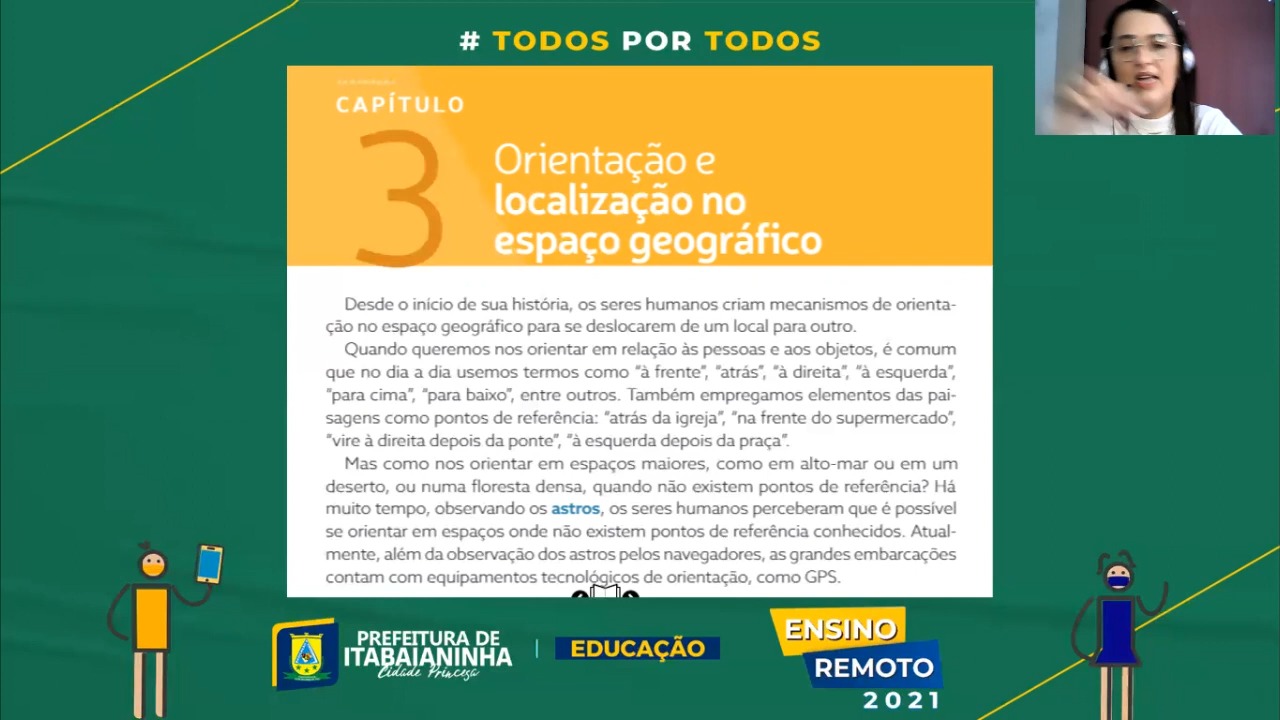 # TODOS POR TODOS
CAPÍTULO
3
Orientação e
localização no
espaço geográfico
Desde o início de sua história, os seres humanos criam mecanismos de orienta-
ção no espaço geográfico para se deslocarem de um local para outro.
Quando queremos nos orientar em relação às pessoas e aos objetos, é comum
que no dia a dia usemos termos como “à frente”, “atrás”, “à direita”, “à esquerda”,
“para cima”, “para baixo”, entre outros. Também empregamos elementos das pai-
sagens como pontos de referência: “atrás da igreja”, “na frente do supermercado”,
“vire à direita depois da ponte”, “à esquerda depois da praça”.
Mas como nos orientar em espaços maiores, como em alto-mar ou em um
deserto, ou numa floresta densa, quando não existem pontos de referência? Há
muito tempo, observando os astros, os seres humanos perceberam que é possível
se orientar em espaços onde não existem pontos de referência conhecidos. Atual-
mente, além da observação dos astros pelos navegadores, as grandes embarcações
contam com equipamentos tecnológicos de orientação, como GPS.
PREFEITURA DE
ITABAIANINHA
Cidade Princesa
EDUCAÇÃO
ENSINO
REMOTO
2021